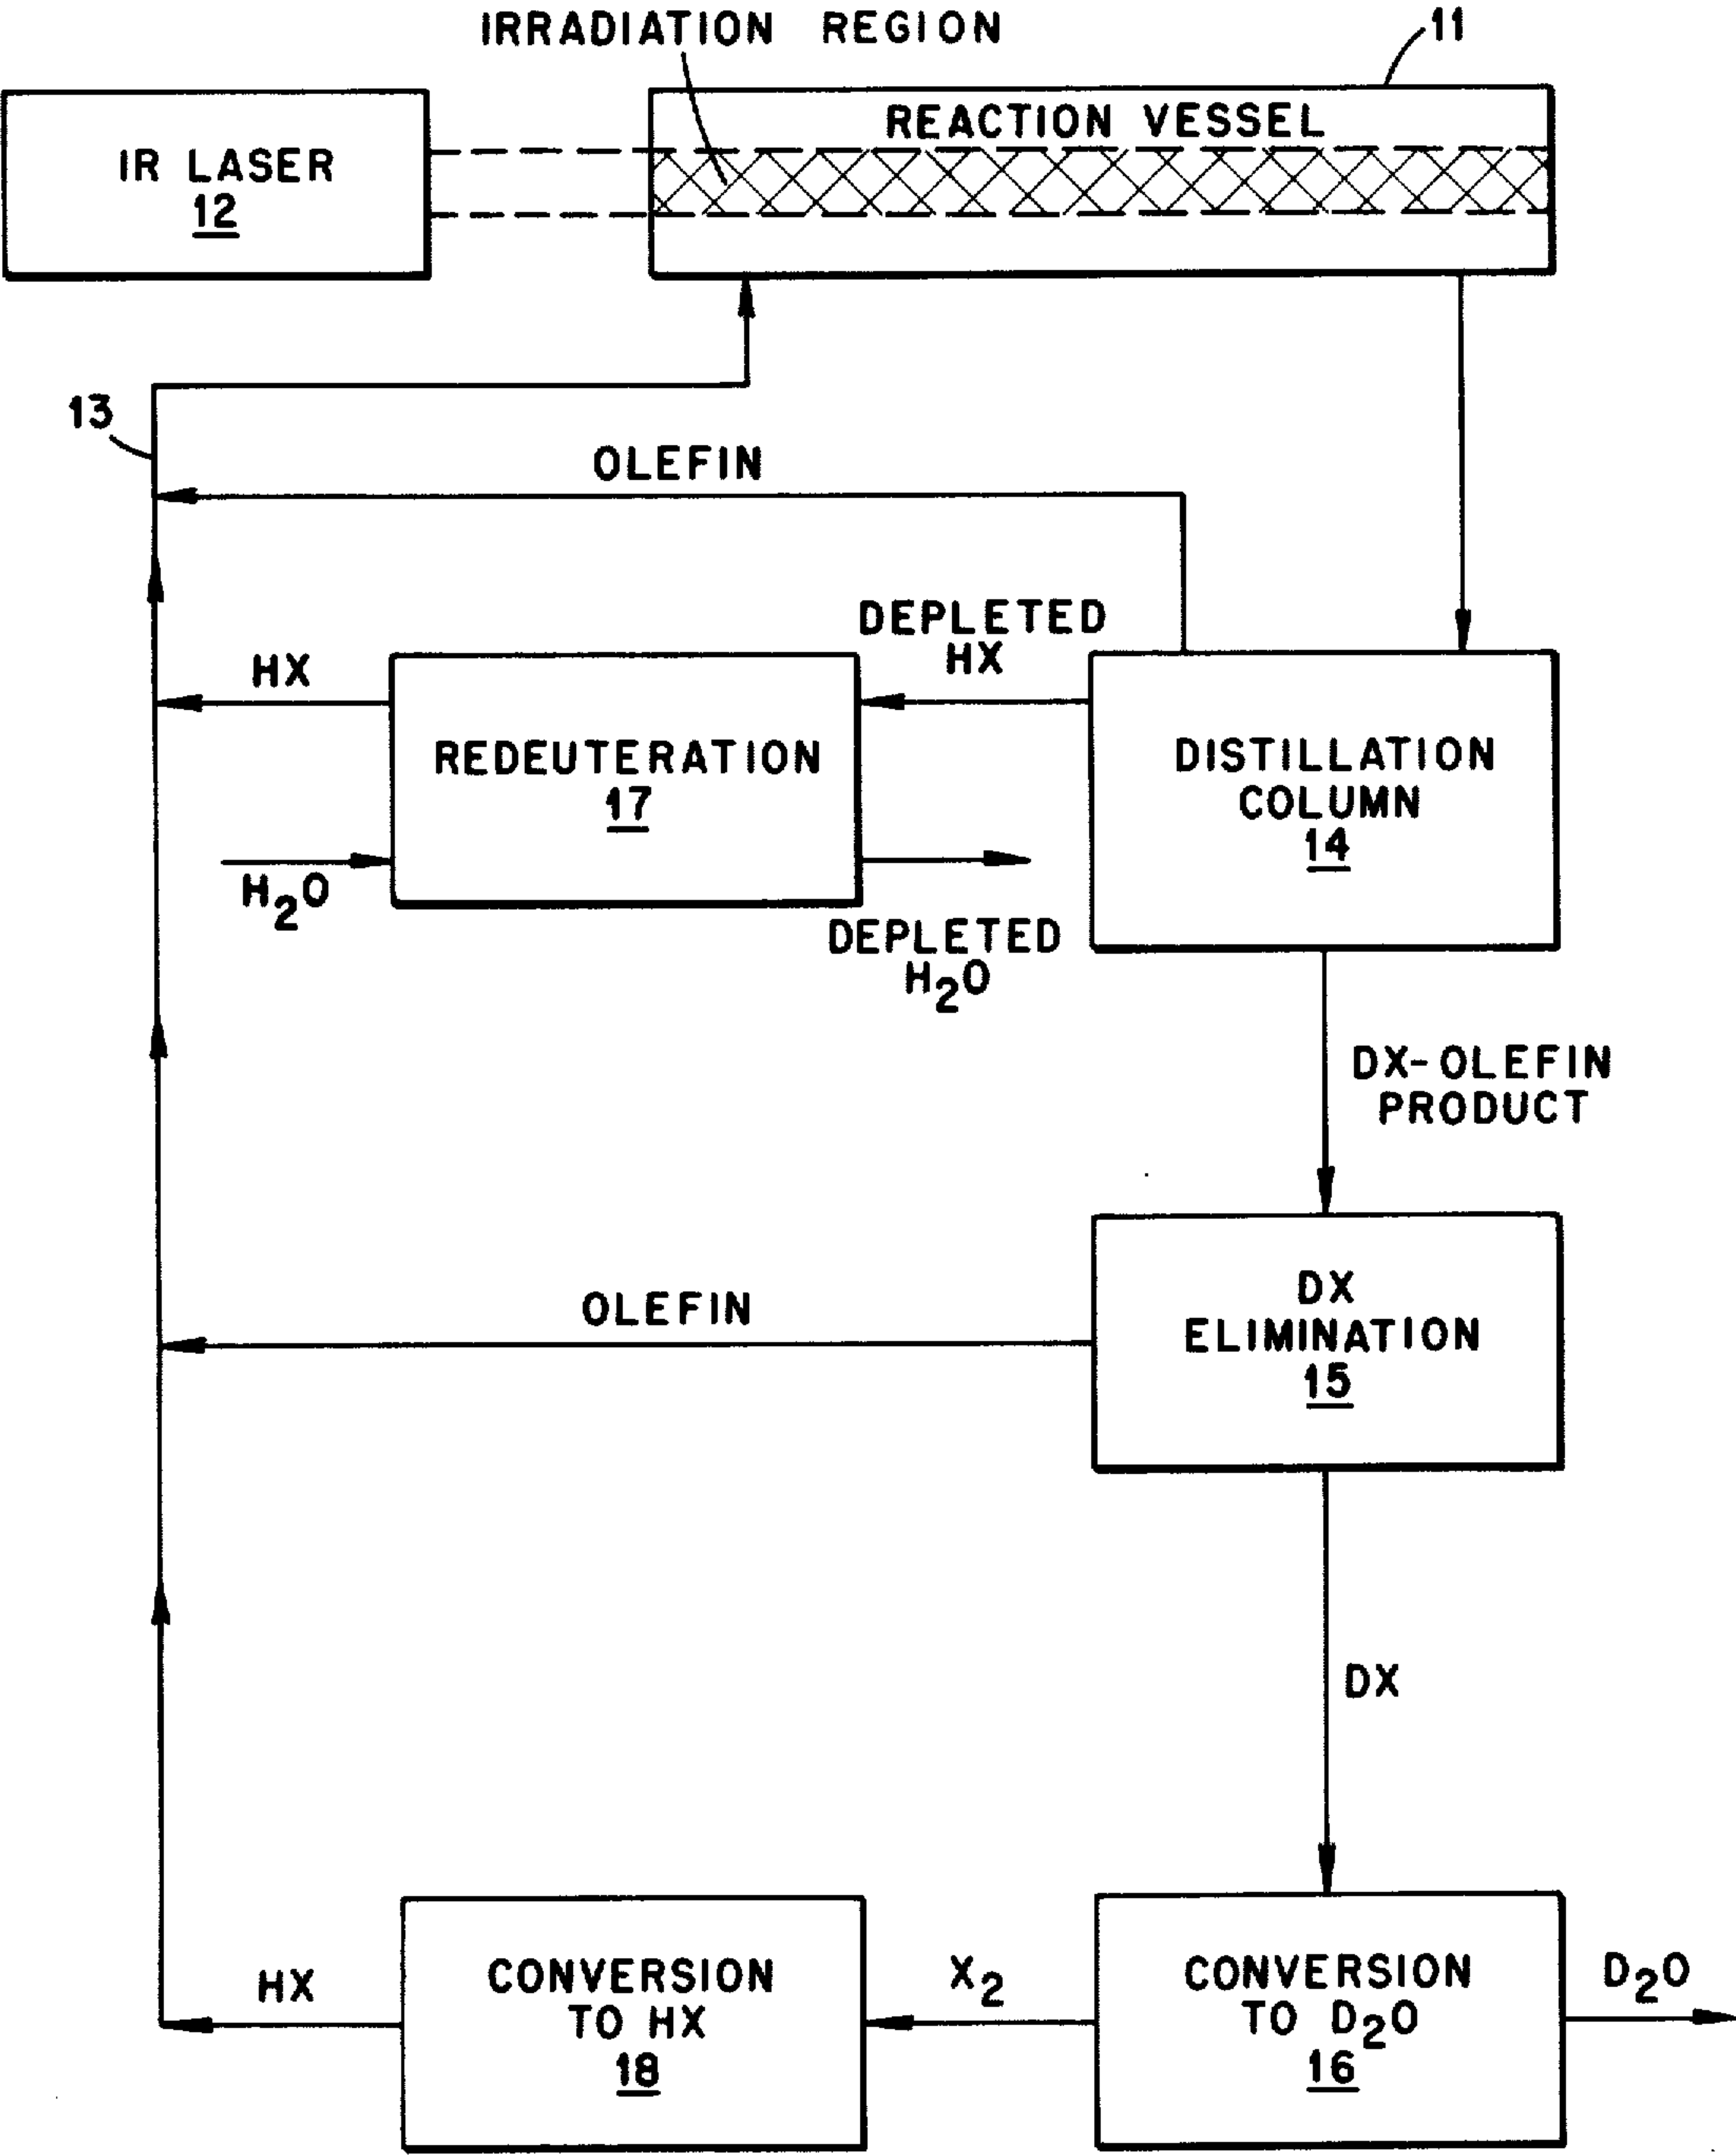 IRRADIATION REGION
11
REACTION VESSEL
IR LASER
12
13
OLEFIN
DEPLETED
HX
HX
REDEUTERATION
17
DISTILLATION
COLUMN
14
H2O
DEPLETED
H2O
DX-OLEFIN
PRODUCT
OLEFIN
DX
ELIMINATION
15
DX
HX
CONVERSION
TO HX
18
X2
CONVERSION
TO D2O
16
D2O